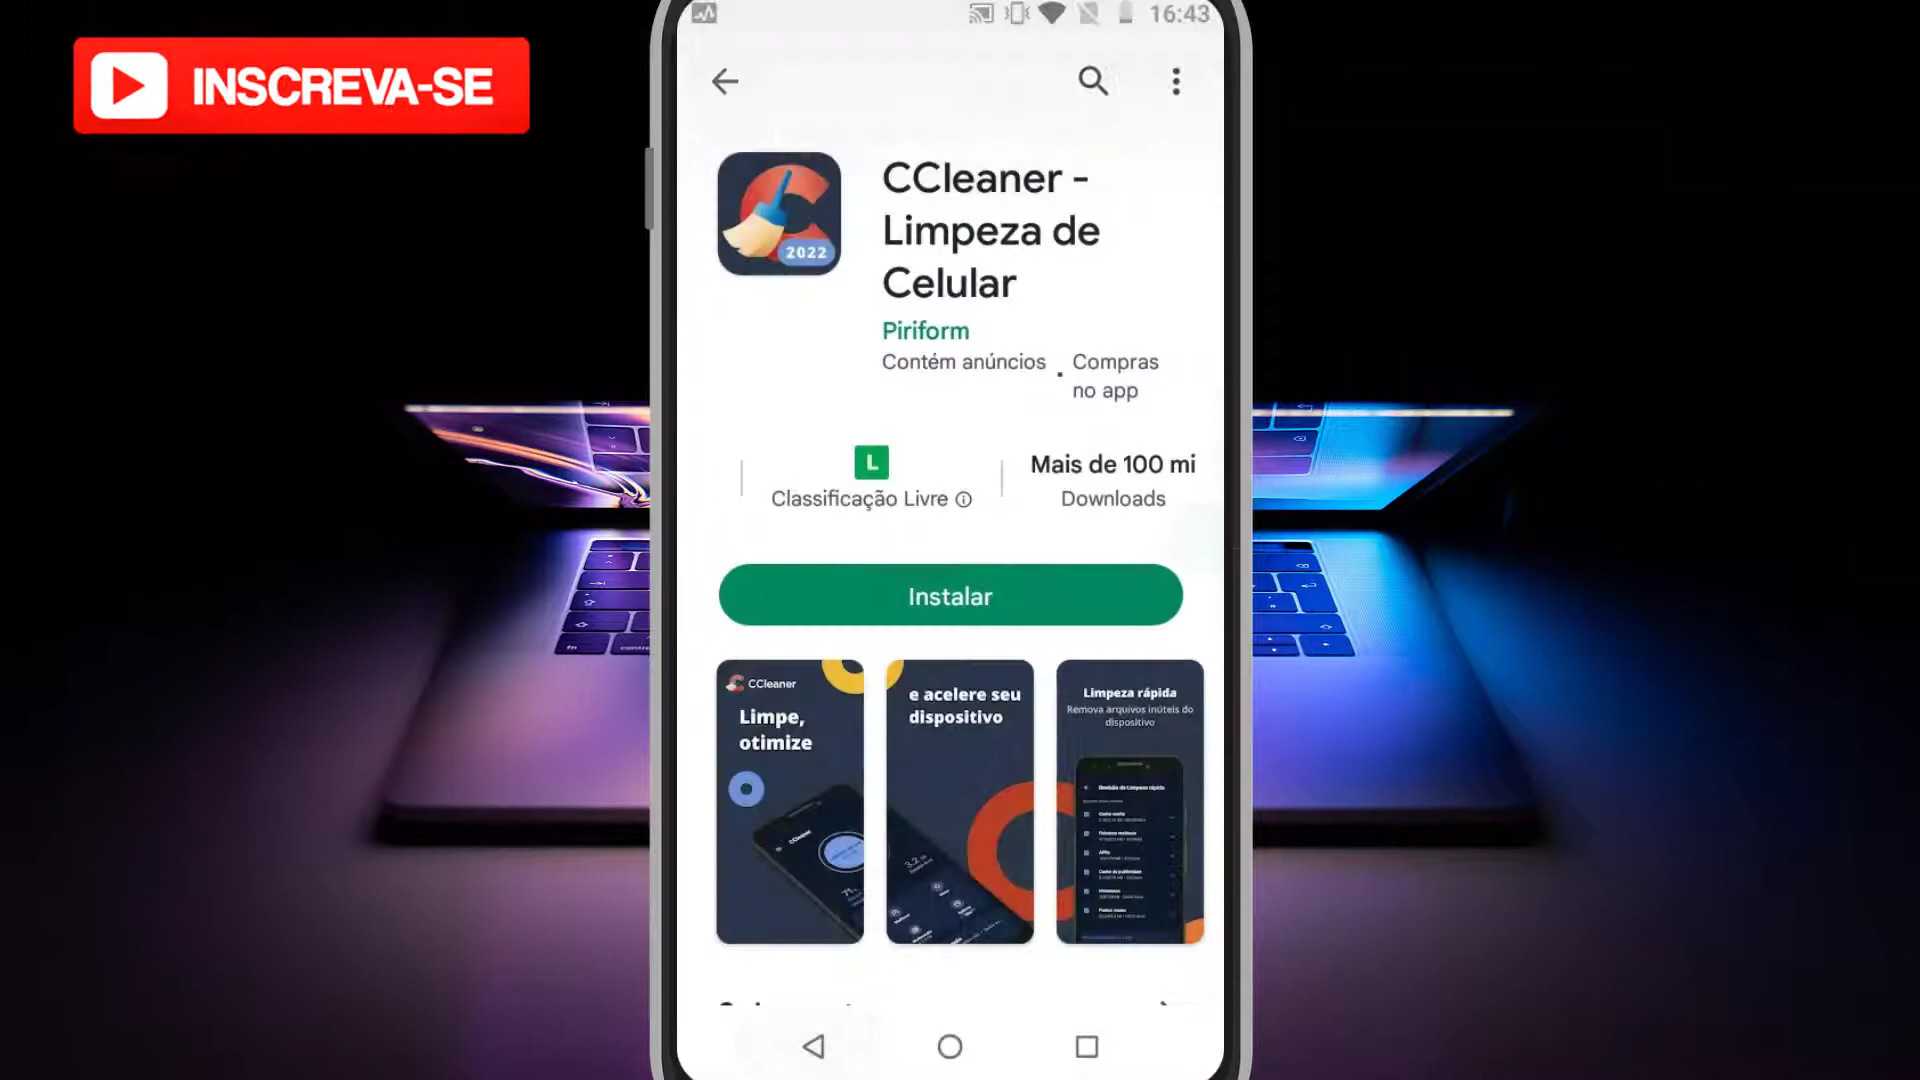 16:43
INSCREVA-SE
CCleaner -
Limpeza de
Celular
2022
Piriform
Contém anúncios
Compras
no app
L
Classificação Livre
Mais de 100 mi
Downloads
Instalar
CCleaner
Limpe,
otimize
e acelere seu
dispositivo
Limpeza rápida
Remova arquivos inúteis do
dispositivo
fn